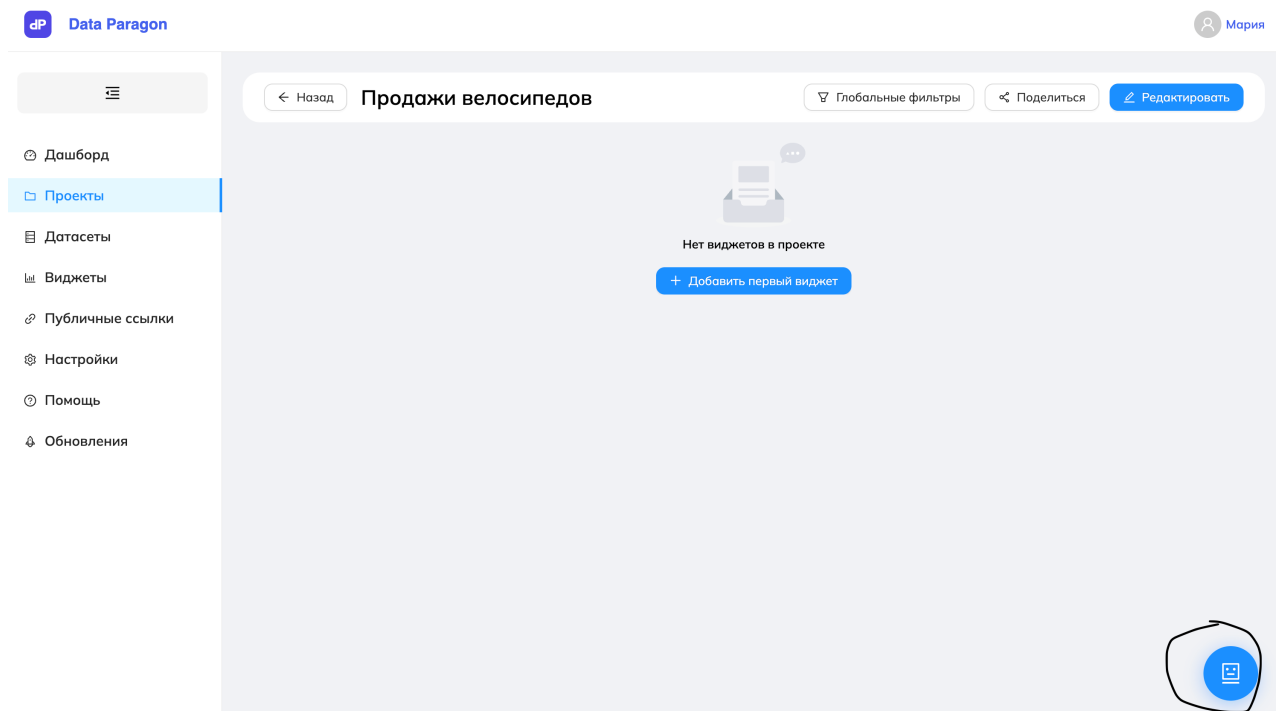 dP Data Paragon
Мария
Назад
Продажи велосипедов
Глобальные фильтры
Поделиться
Редактировать
Дашборд
Проекты
Датасеты
Виджеты
Публичные ссылки
Настройки
Помощь
Обновления
Нет виджетов в проекте
+ Добавить первый виджет